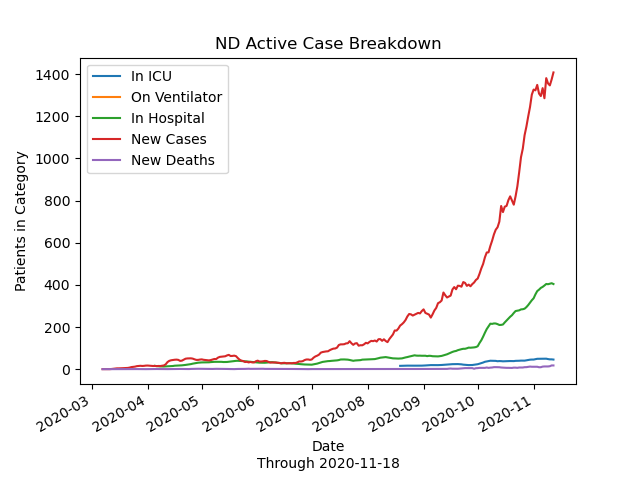 ND Active Case Breakdown
In ICU
On Ventilator
In Hospital
New Cases
New Deaths
Patients in Category
1400
1200
1000
800
600
400
200
0
2020-03
2020-04
2020-05
2020-06
2020-07
2020-08
2020-09
2020-10
2020-11
Date
Through 2020-11-18